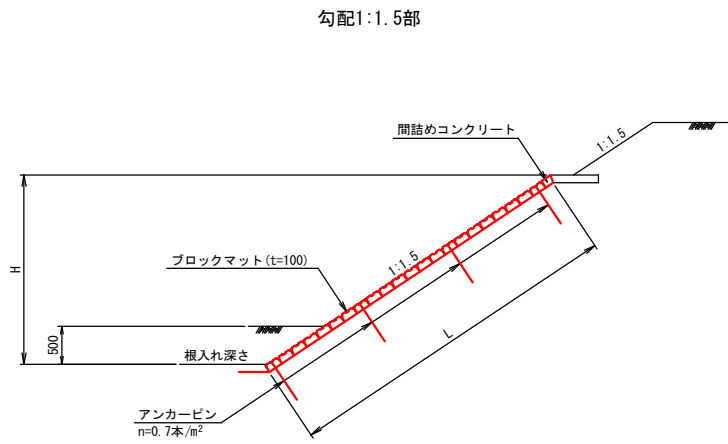 勾配1:1.5部
間詰めコンクリート
1:1.5
ブロックマット(t=100)
1:1.5
H
500
根入れ深さ
L
アンカーピン
n=0.7本/m²